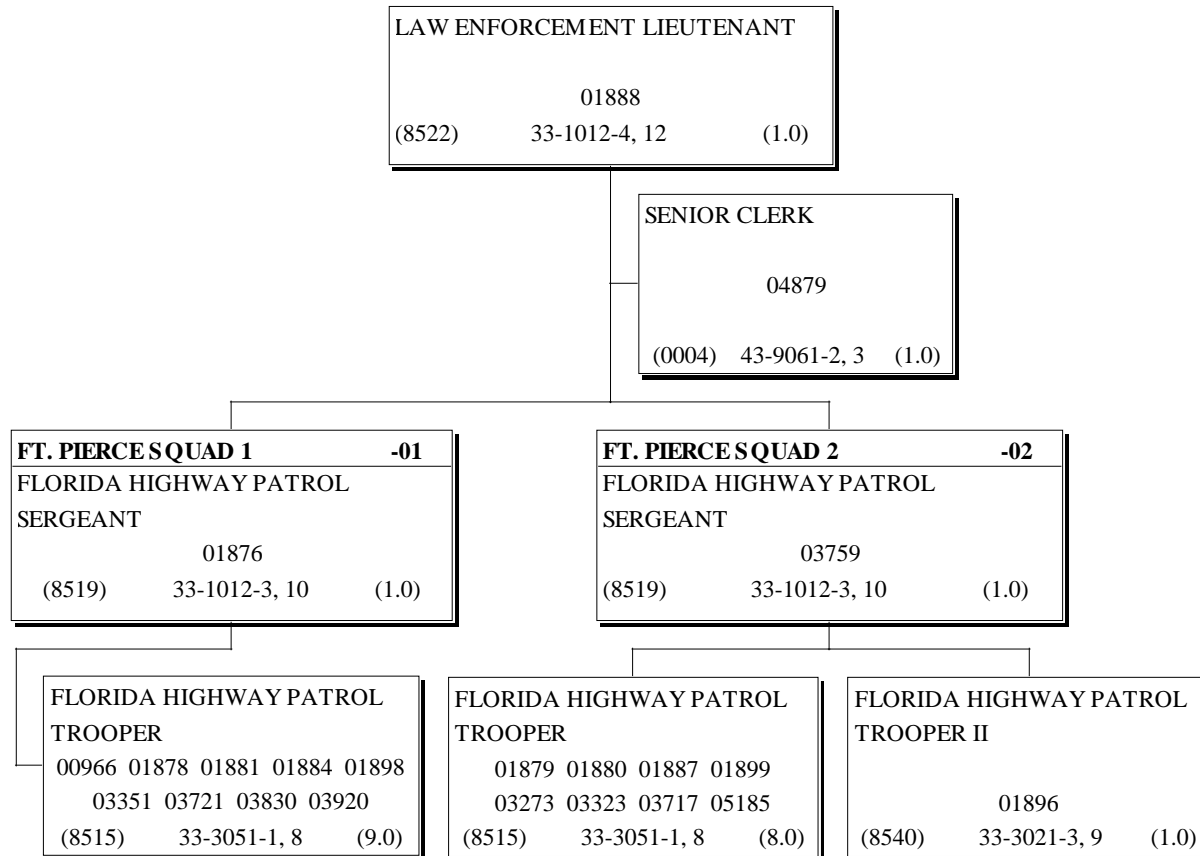 LAW ENFORCEMENT LIEUTENANT
01888
(8522) 33-1012-4, 12 (1.0)
SENIOR CLERK
04879
(0004) 43-9061-2, 3 (1.0)
FT. PIERCE SQUAD 1 -01
FLORIDA HIGHWAY PATROL
SERGEANT
01876
(8519) 33-1012-3, 10 (1.0)
FT. PIERCE SQUAD 2 -02
FLORIDA HIGHWAY PATROL
SERGEANT
03759
(8519) 33-1012-3, 10 (1.0)
FLORIDA HIGHWAY PATROL
TROOPER
00966 01878 01881 01884 01898
03351 03721 03830 03920
(8515) 33-3051-1, 8 (9.0)
FLORIDA HIGHWAY PATROL
TROOPER
01879 01880 01887 01899
03273 03323 03717 05185
(8515) 33-3051-1, 8 (8.0)
FLORIDA HIGHWAY PATROL
TROOPER II
01896
(8540) 33-3021-3, 9 (1.0)